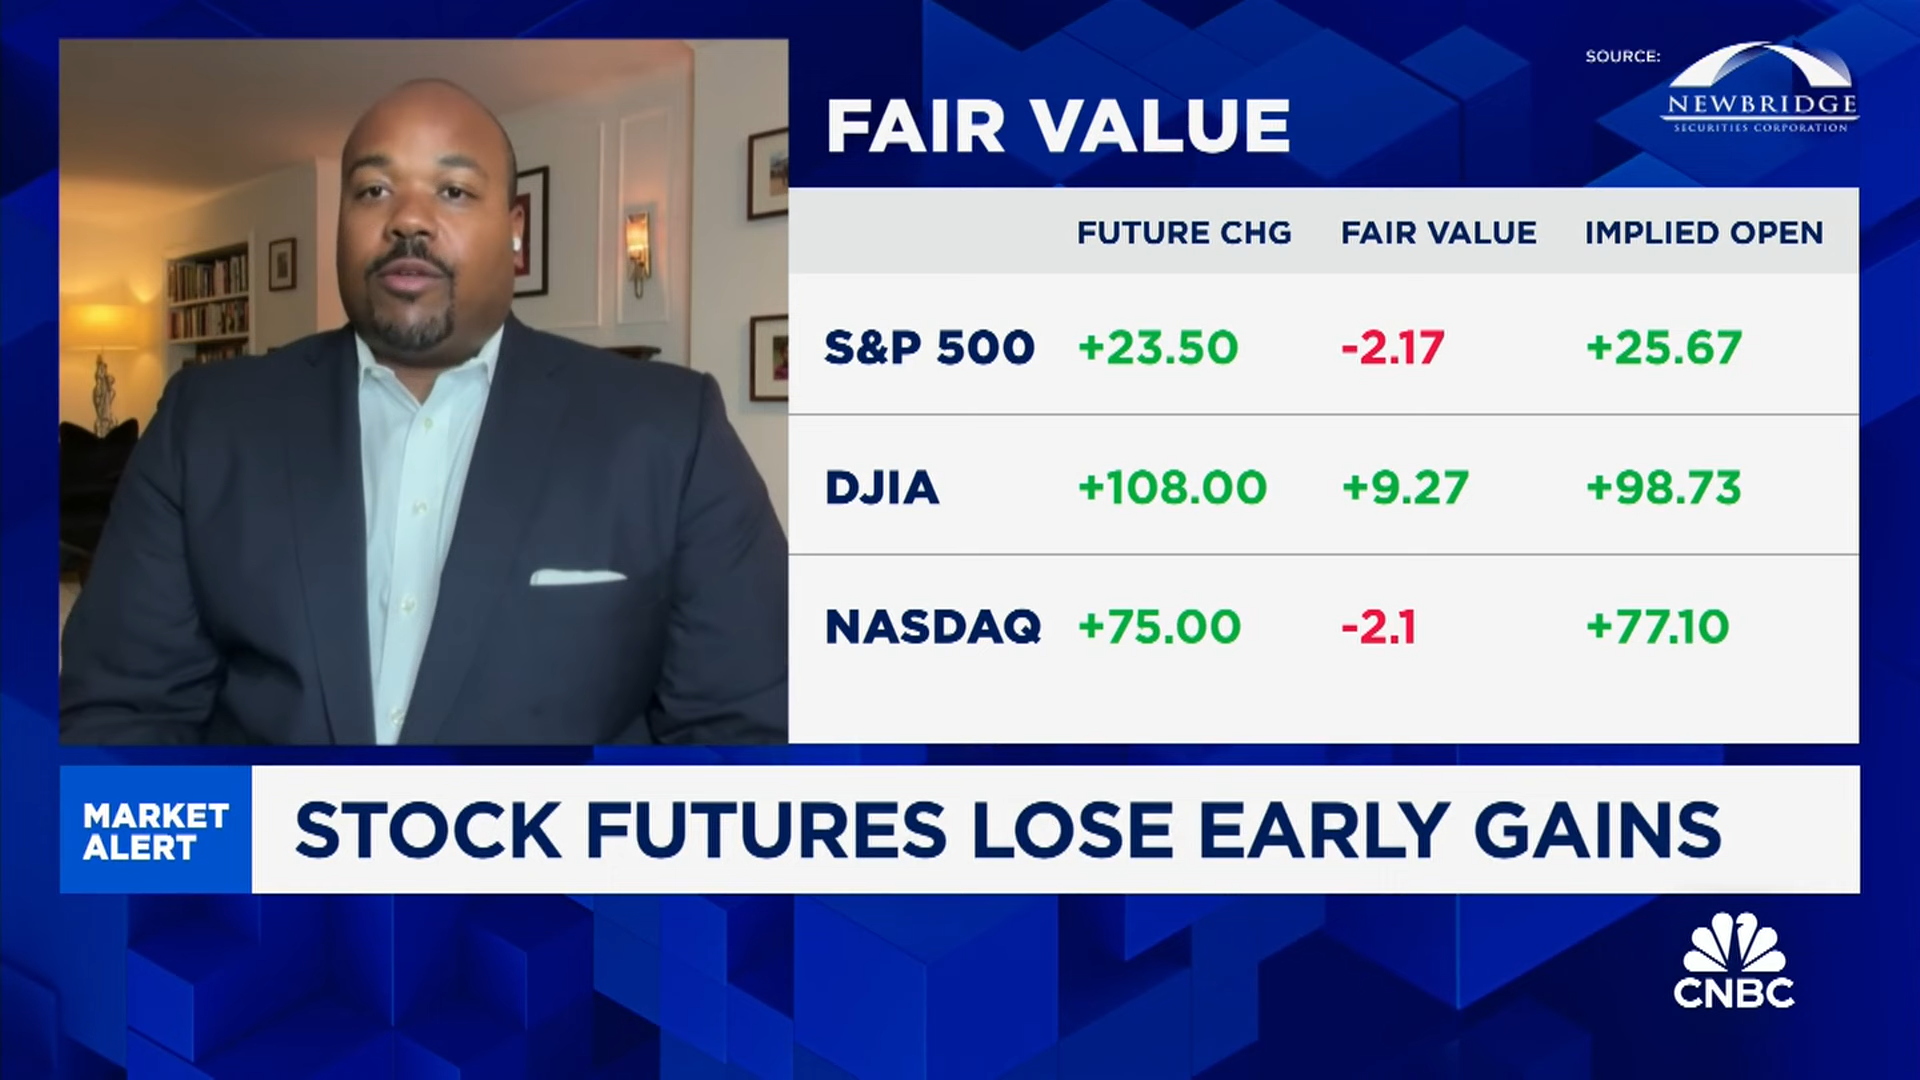 SOURCE:
NEWBRIDGE
SECURITIES CORPORATION
FAIR VALUE
FUTURE CHG FAIR VALUE IMPLIED OPEN
S&P 500 +23.50 -2.17 +25.67
DJIA +108.00 +9.27 +98.73
NASDAQ +75.00 -2.1 +77.10
MARKET
ALERT
STOCK FUTURES LOSE EARLY GAINS
CNBC